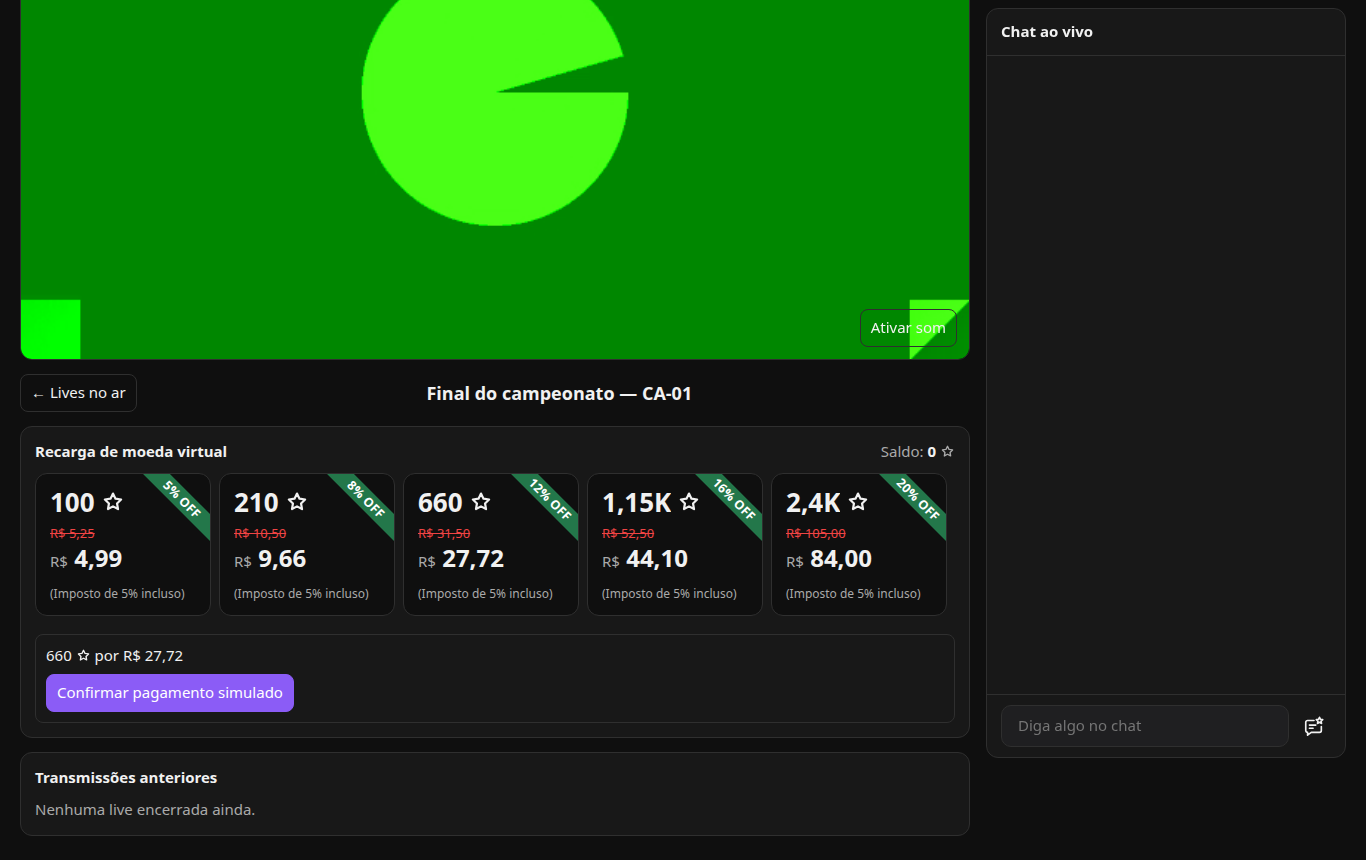 Chat ao vivo
Ativar som
← Lives no ar
Final do campeonato — CA-01
Recarga de moeda virtual
Saldo: 0
100
5% OFF
R$ 5,25
R$ 4,99
(Imposto de 5% incluso)
210
8% OFF
R$ 10,50
R$ 9,66
(Imposto de 5% incluso)
660
12% OFF
R$ 31,50
R$ 27,72
(Imposto de 5% incluso)
1,15K
16% OFF
R$ 52,50
R$ 44,10
(Imposto de 5% incluso)
2,4K
20% OFF
R$ 105,00
R$ 84,00
(Imposto de 5% incluso)
660 ☆ por R$ 27,72
Confirmar pagamento simulado
Diga algo no chat
Transmissões anteriores
Nenhuma live encerrada ainda.